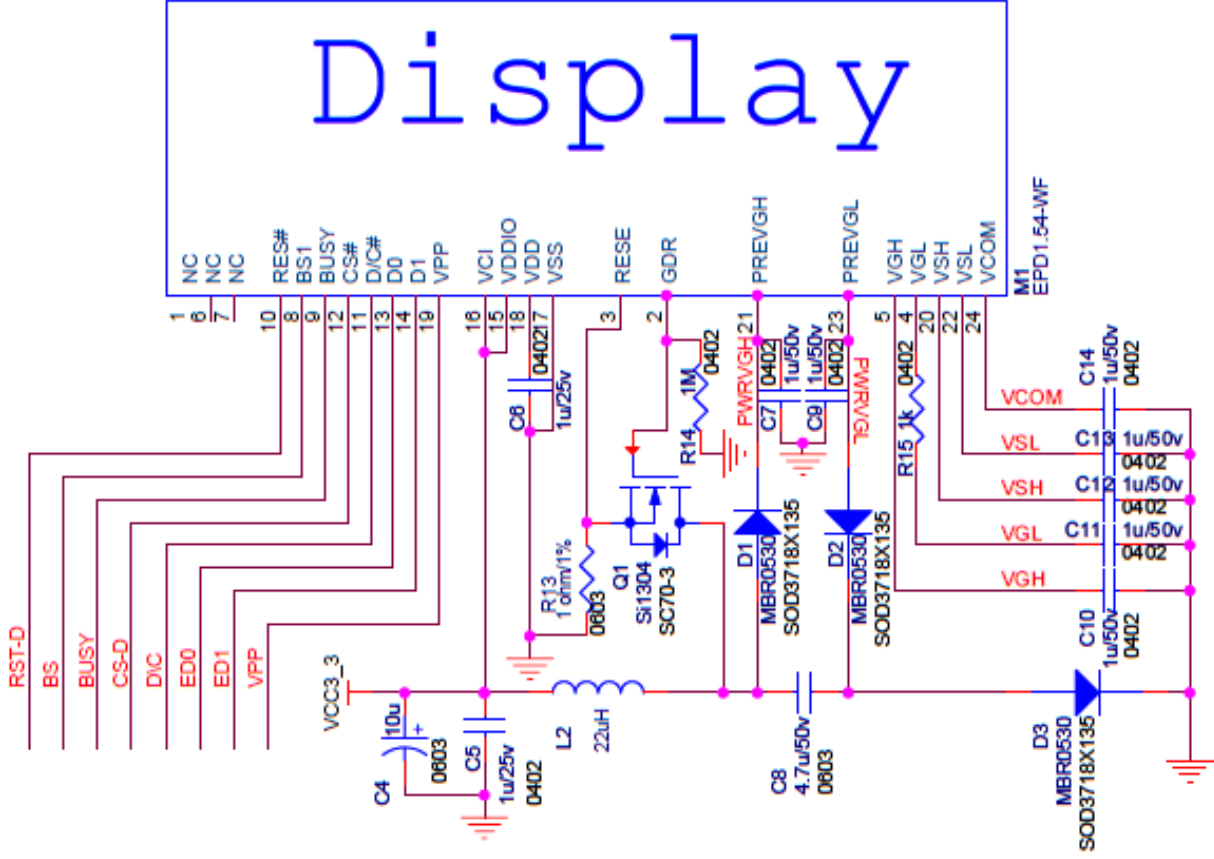 Display
NC
NC
NC
RES#
BS1
BUSY
CS#
D/C#
D0
D1
VPP
VCI
VDDIO
VDD
VSS
RESE
GDR
PREVGH
PREVGL
VGH
VGL
VSH
VSL
VCOM
M1
EPD1.54-WF
1
6
7
10
8
9
12
11
13
14
19
16
15
18
17
3
2
21
23
5
4
20
22
24
C6
0402
1u/25v
R14
1M
0402
PWRVGH
C7
0402
1u/50v
C9
0402
1u/50v
PWRVGL
R15
1k
0402
VCOM
C14
1u/50v
0402
VSL
C13
1u/50v
0402
VSH
C12
1u/50v
0402
VGL
C11
1u/50v
0402
VGH
C10
1u/50v
0402
R13
1 ohm/1%
0603
Q1
Si1304
SC70-3
D1
MBR0530
SOD3718X135
D2
MBR0530
SOD3718X135
RST-D
BS
BUSY
CS-D
D\C
ED0
ED1
VPP
VCC3_3
C4
10u
+
0603
C5
1u/25v
0402
L2
22uH
C8
4.7u/50v
0603
D3
MBR0530
SOD3718X135